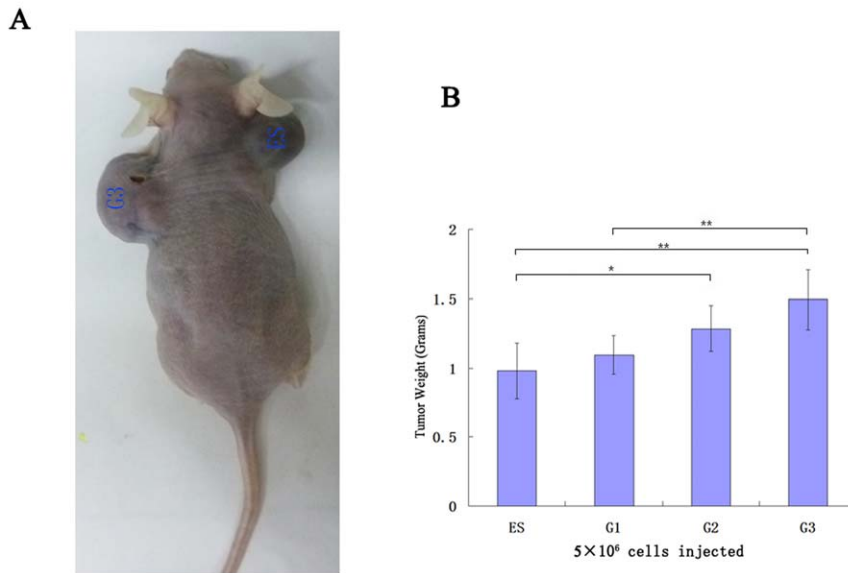 A
G3
ES
B
Tumor Weight (Grams)
2
1.5
1
0.5
0
**
**
*
ES
G1
G2
G3
5×10⁶ cells injected